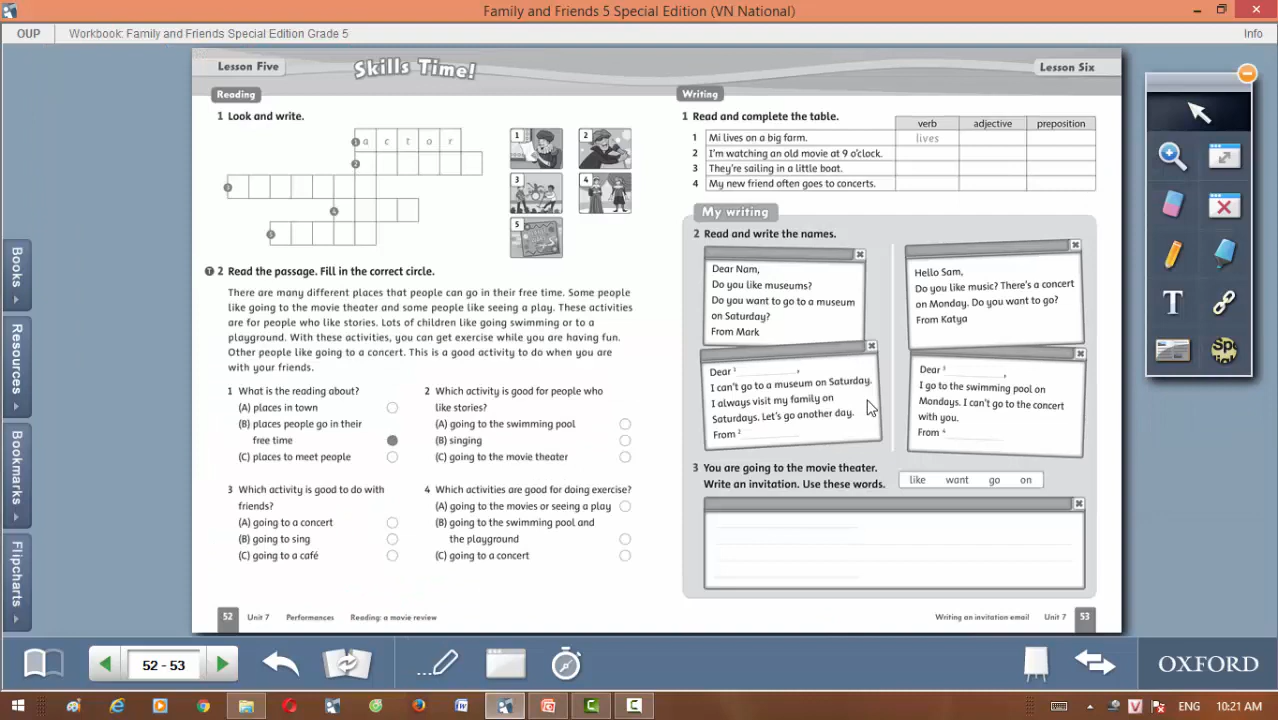 Family and Friends 5 Special Edition (VN National)
OUP
Workbook: Family and Friends Special Edition Grade 5
Info
Lesson Five
Skills Time!
Reading
1 Look and write.
1 a c t o r
2
3
4
5
1
2
3
4
5
2 Read the passage. Fill in the correct circle.
There are many different places that people can go in their free time. Some people
like going to the movie theater and some people like seeing a play. These activities
are for people who like stories. Lots of children like going swimming or to a
playground. With these activities, you can get exercise while you are having fun.
Other people like going to a concert. This is a good activity to do when you are
with your friends.
1 What is the reading about?
(A) places in town
(B) places people go in their
free time
(C) places to meet people
2 Which activity is good for people who
like stories?
(A) going to the swimming pool
(B) singing
(C) going to the movie theater
3 Which activity is good to do with
friends?
(A) going to a concert
(B) going to sing
(C) going to a café
4 Which activities are good for doing exercise?
(A) going to the movies or seeing a play
(B) going to the swimming pool and
the playground
(C) going to a concert
52 Unit 7 Performances Reading: a movie review
Lesson Six
Writing
1 Read and complete the table.
verb adjective preposition
1 Mi lives on a big farm. lives
2 I'm watching an old movie at 9 o'clock.
3 They're sailing in a little boat.
4 My new friend often goes to concerts.
My writing
2 Read and write the names.
Dear Nam,
Do you like museums?
Do you want to go to a museum
on Saturday?
From Mark
Hello Sam,
Do you like music? There's a concert
on Monday. Do you want to go?
From Katya
Dear 1 ,
I can't go to a museum on Saturday.
I always visit my family on
Saturdays. Let's go another day.
From 2
Dear 3 ,
I go to the swimming pool on
Mondays. I can't go to the concert
with you.
From 4
3 You are going to the movie theater.
Write an invitation. Use these words.
like want go on
Writing an invitation email Unit 7 53
Books
Resources
Bookmarks
Flipcharts
T
52 - 53
OXFORD
ENG 10:21 AM